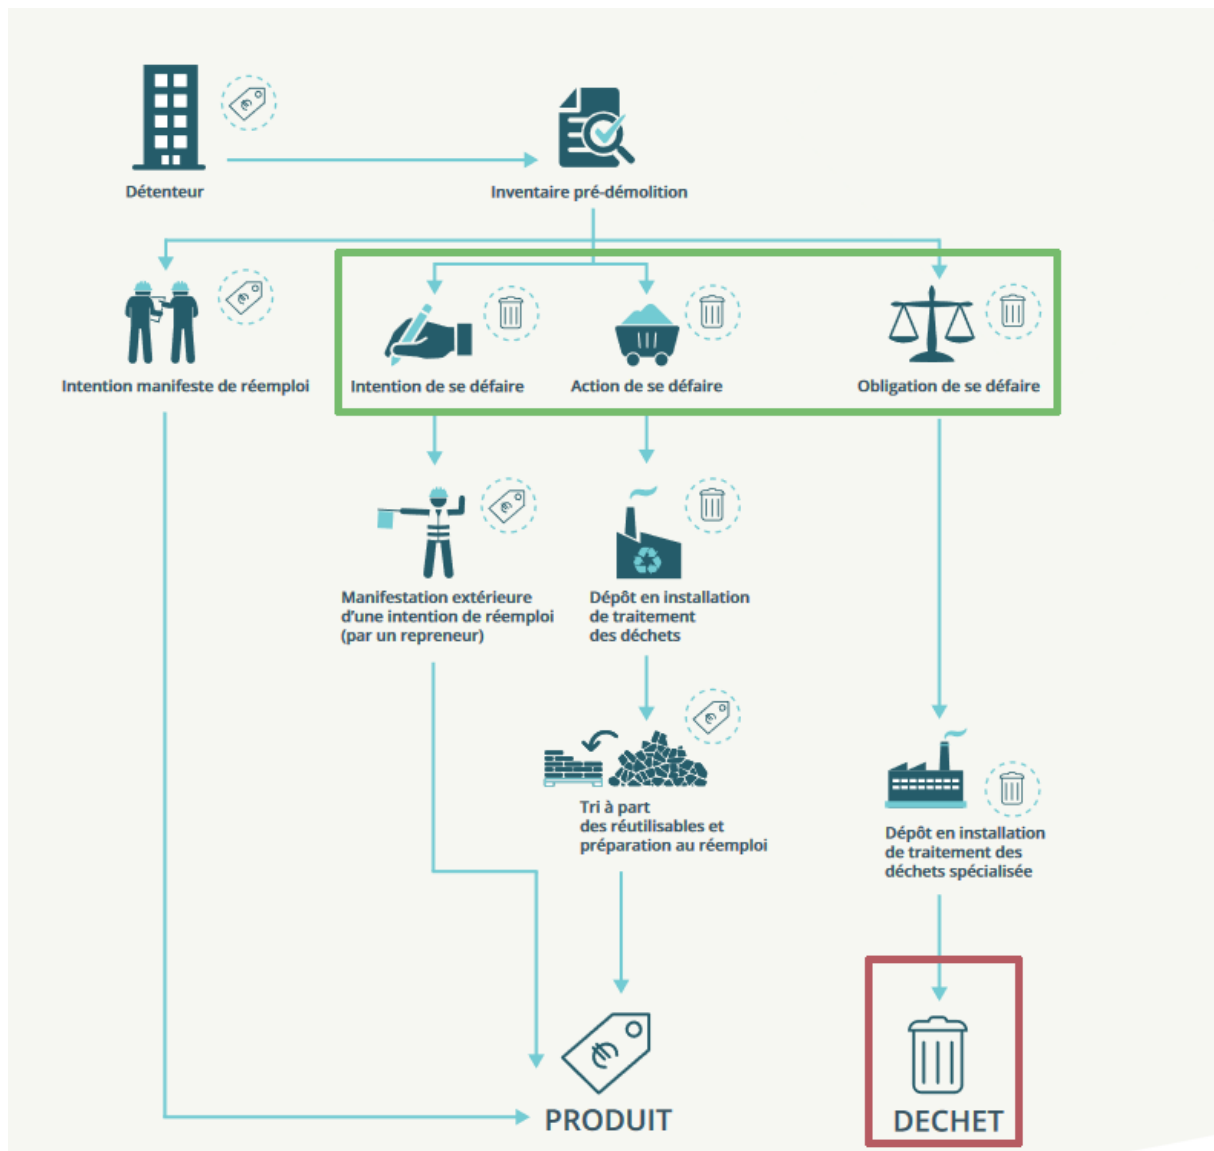 Détenteur
Inventaire pré-démolition
Intention manifeste de réemploi
Intention de se défaire
Action de se défaire
Obligation de se défaire
Manifestation extérieure
d'une intention de réemploi
(par un repreneur)
Dépôt en installation
de traitement
des déchets
Tri à part
des réutilisables et
préparation au réemploi
Dépôt en installation
de traitement des
déchets spécialisée
PRODUIT
DECHET